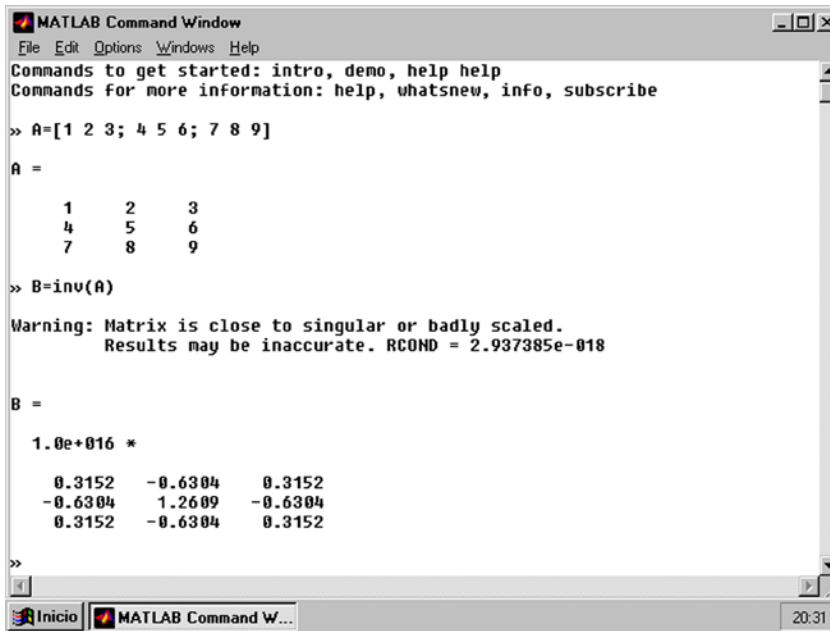 MATLAB Command Window
File Edit Options Windows Help
Commands to get started: intro, demo, help help
Commands for more information: help, whatsnew, info, subscribe
» A=[1 2 3; 4 5 6; 7 8 9]
A =
1 2 3
4 5 6
7 8 9
» B=inv(A)
Warning: Matrix is close to singular or badly scaled.
Results may be inaccurate. RCOND = 2.937385e-018
B =
1.0e+016 *
0.3152 -0.6304 0.3152
-0.6304 1.2609 -0.6304
0.3152 -0.6304 0.3152
»
Inicio MATLAB Command W... 20:31